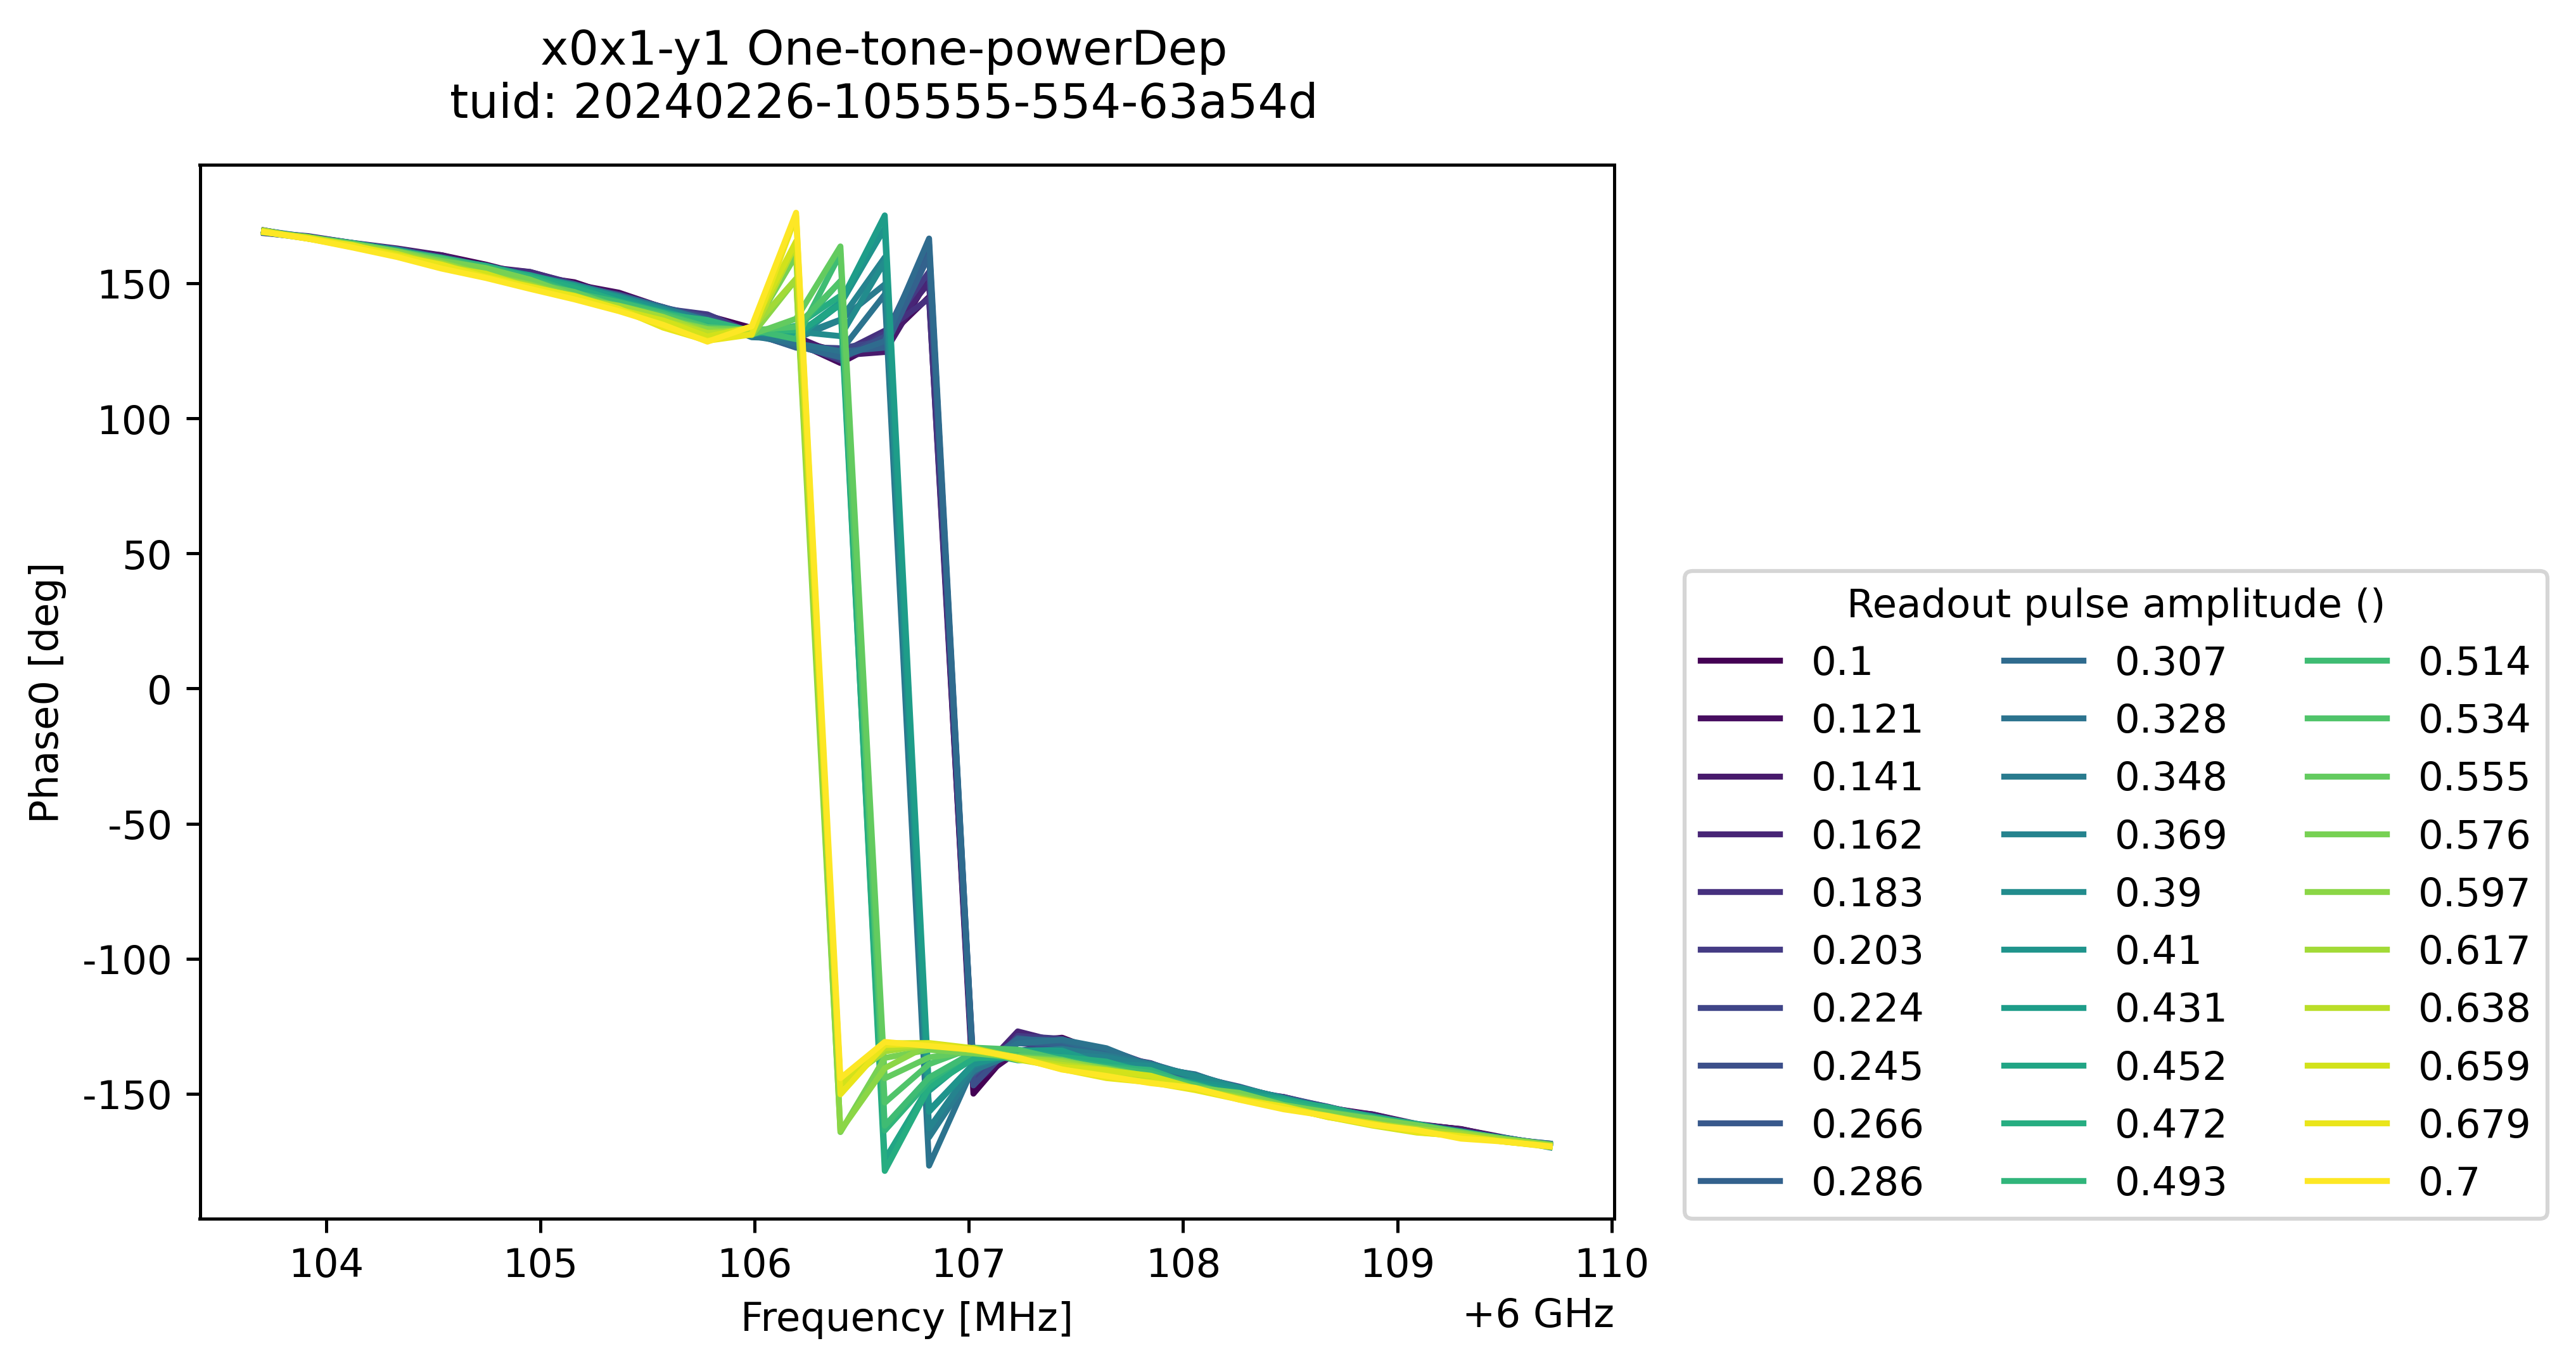 x0x1-y1 One-tone-powerDep
tuid: 20240226-105555-554-63a54d
Phase0 [deg]
150
100
50
0
-50
-100
-150
104 105 106 107 108 109 110
Frequency [MHz]
+6 GHz
Readout pulse amplitude ()
0.1 0.307 0.514
0.121 0.328 0.534
0.141 0.348 0.555
0.162 0.369 0.576
0.183 0.39 0.597
0.203 0.41 0.617
0.224 0.431 0.638
0.245 0.452 0.659
0.266 0.472 0.679
0.286 0.493 0.7